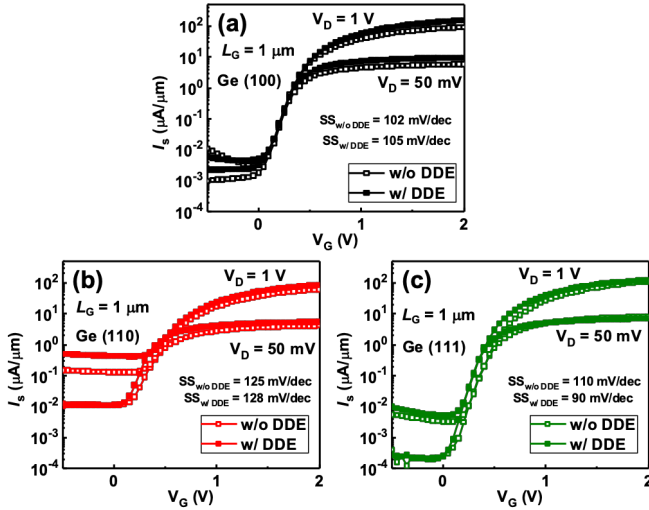 (a)
V_D = 1 V
L_G = 1 μm
Ge (100)
V_D = 50 mV
SS_w/o DDE = 102 mV/dec
SS_w/ DDE = 105 mV/dec
w/o DDE
w/ DDE
10^2
10^1
10^0
10^-1
10^-2
10^-3
10^-4
I_s (μA/μm)
0
1
2
V_G (V)
(b)
V_D = 1 V
L_G = 1 μm
Ge (110)
V_D = 50 mV
SS_w/o DDE = 125 mV/dec
SS_w/ DDE = 128 mV/dec
w/o DDE
w/ DDE
10^2
10^1
10^0
10^-1
10^-2
10^-3
10^-4
I_s (μA/μm)
0
1
2
V_G (V)
(c)
V_D = 1 V
L_G = 1 μm
Ge (111)
V_D = 50 mV
SS_w/o DDE = 110 mV/dec
SS_w/ DDE = 90 mV/dec
w/o DDE
w/ DDE
10^2
10^1
10^0
10^-1
10^-2
10^-3
10^-4
I_s (μA/μm)
0
1
2
V_G (V)